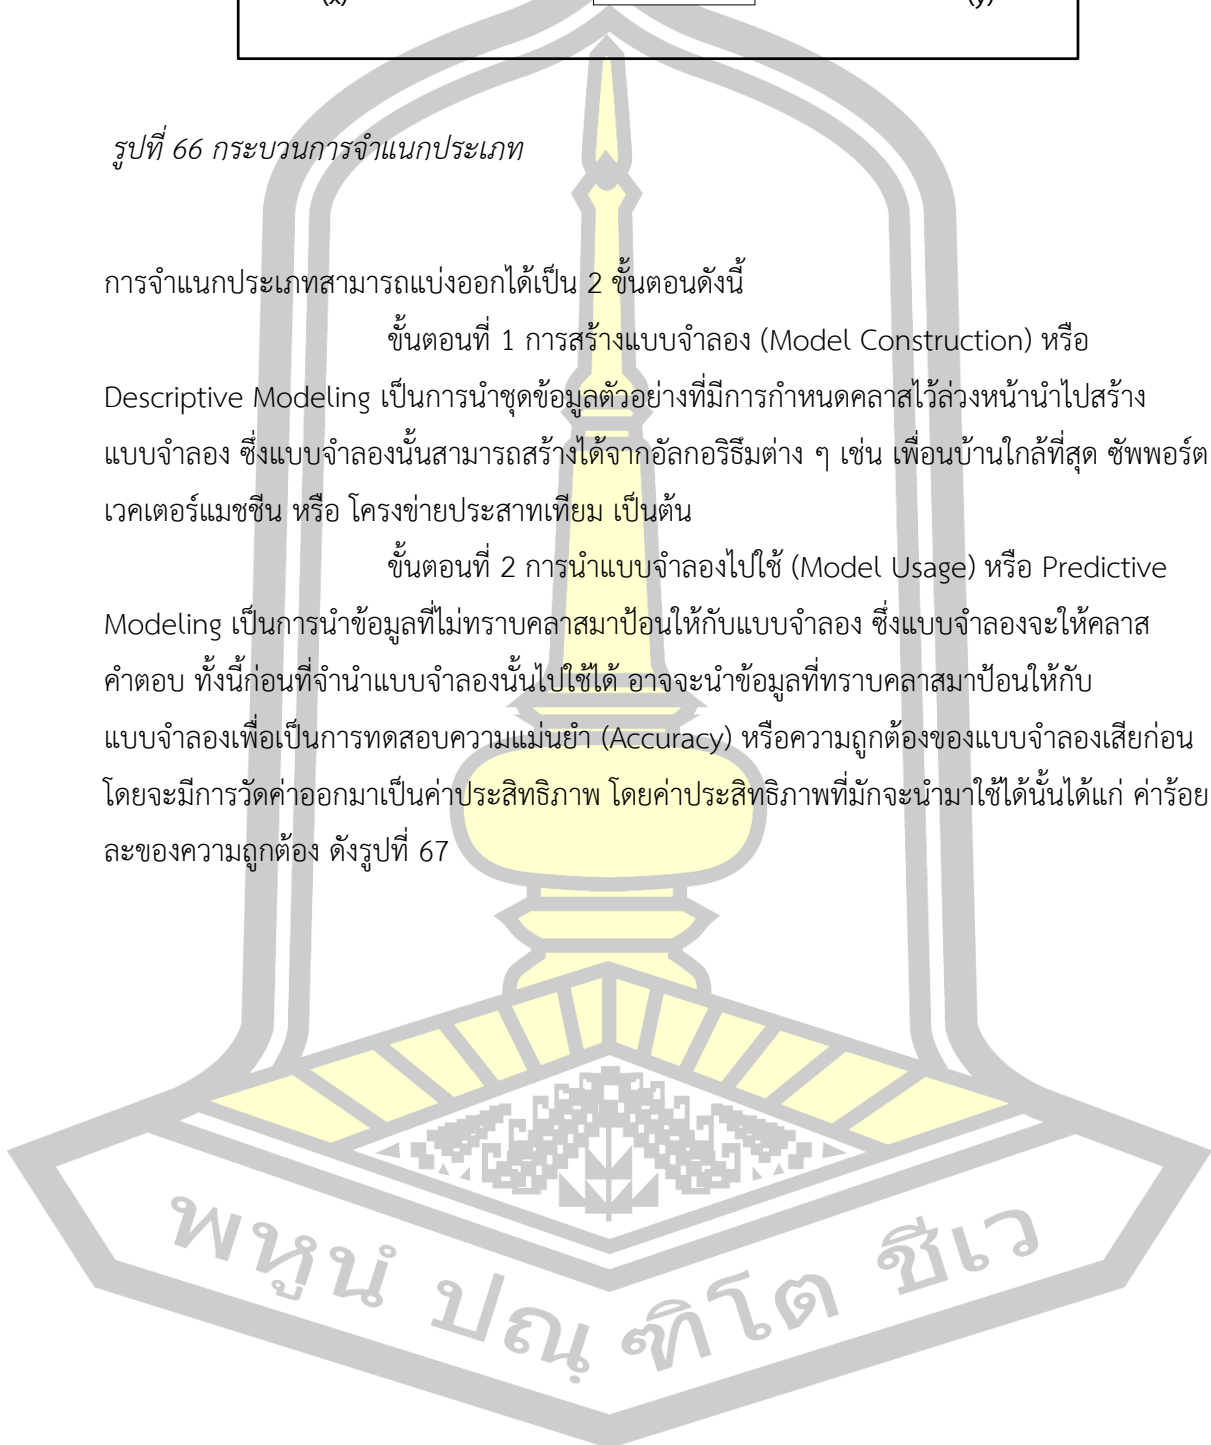 (x) (y)
รูปที่ 66 กระบวนการจำแนกประเภท
การจำแนกประเภทสามารถแบ่งออกได้เป็น 2 ขั้นตอนดังนี้
ขั้นตอนที่ 1 การสร้างแบบจำลอง (Model Construction) หรือ
Descriptive Modeling เป็นการนำชุดข้อมูลตัวอย่างที่มีการกำหนดคลาสไว้ล่วงหน้านำไปสร้าง
แบบจำลอง ซึ่งแบบจำลองนั้นสามารถสร้างได้จากอัลกอริธึมต่าง ๆ เช่น เพื่อนบ้านใกล้ที่สุด ซัพพอร์ต
เวคเตอร์แมชชีน หรือ โครงข่ายประสาทเทียม เป็นต้น
ขั้นตอนที่ 2 การนำแบบจำลองไปใช้ (Model Usage) หรือ Predictive
Modeling เป็นการนำข้อมูลที่ไม่ทราบคลาสมาป้อนให้กับแบบจำลอง ซึ่งแบบจำลองจะให้คลาส
คำตอบ ทั้งนี้ก่อนที่จำนำแบบจำลองนั้นไปใช้ได้ อาจจะนำข้อมูลที่ทราบคลาสมาป้อนให้กับ
แบบจำลองเพื่อเป็นการทดสอบความแม่นยำ (Accuracy) หรือความถูกต้องของแบบจำลองเสียก่อน
โดยจะมีการวัดค่าออกมาเป็นค่าประสิทธิภาพ โดยค่าประสิทธิภาพที่มักจะนำมาใช้ได้นั้นได้แก่ ค่าร้อย
ละของความถูกต้อง ดังรูปที่ 67
พหูนํ ปณฺฑิโต ชีเว